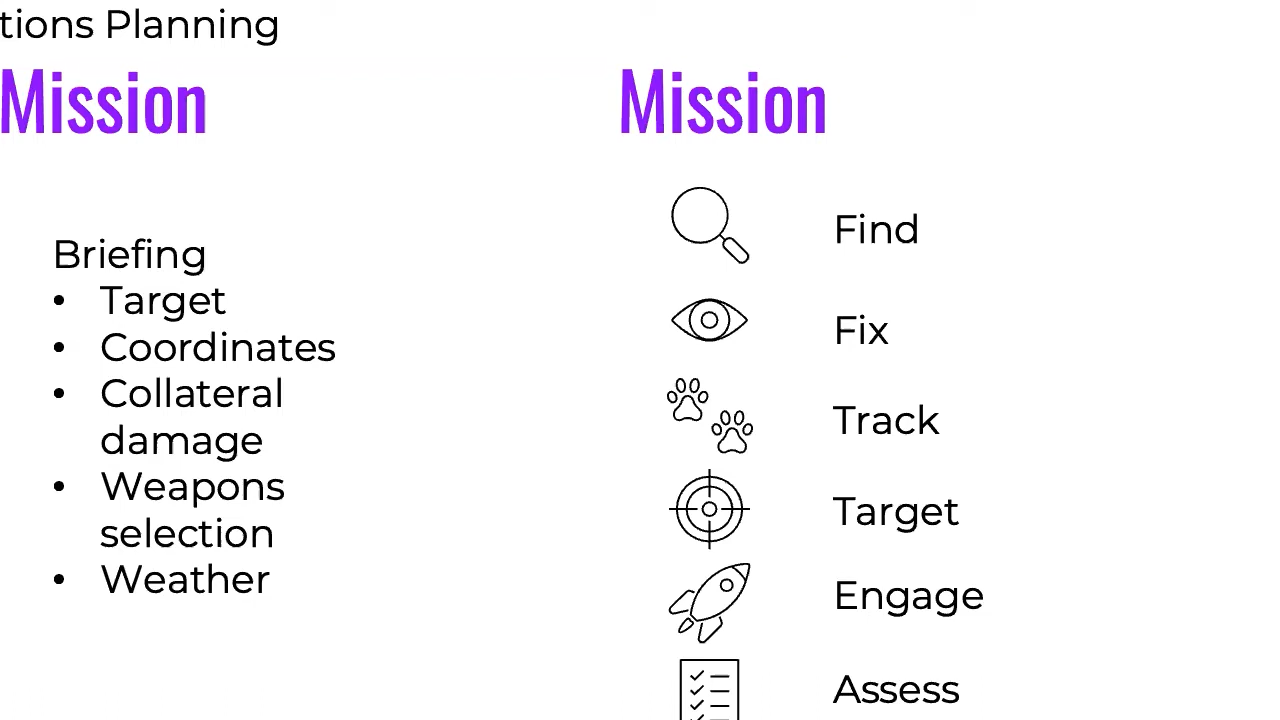 tions Planning
Mission
Briefing
• Target
• Coordinates
• Collateral
damage
• Weapons
selection
• Weather
Mission
Find
Fix
Track
Target
Engage
Assess